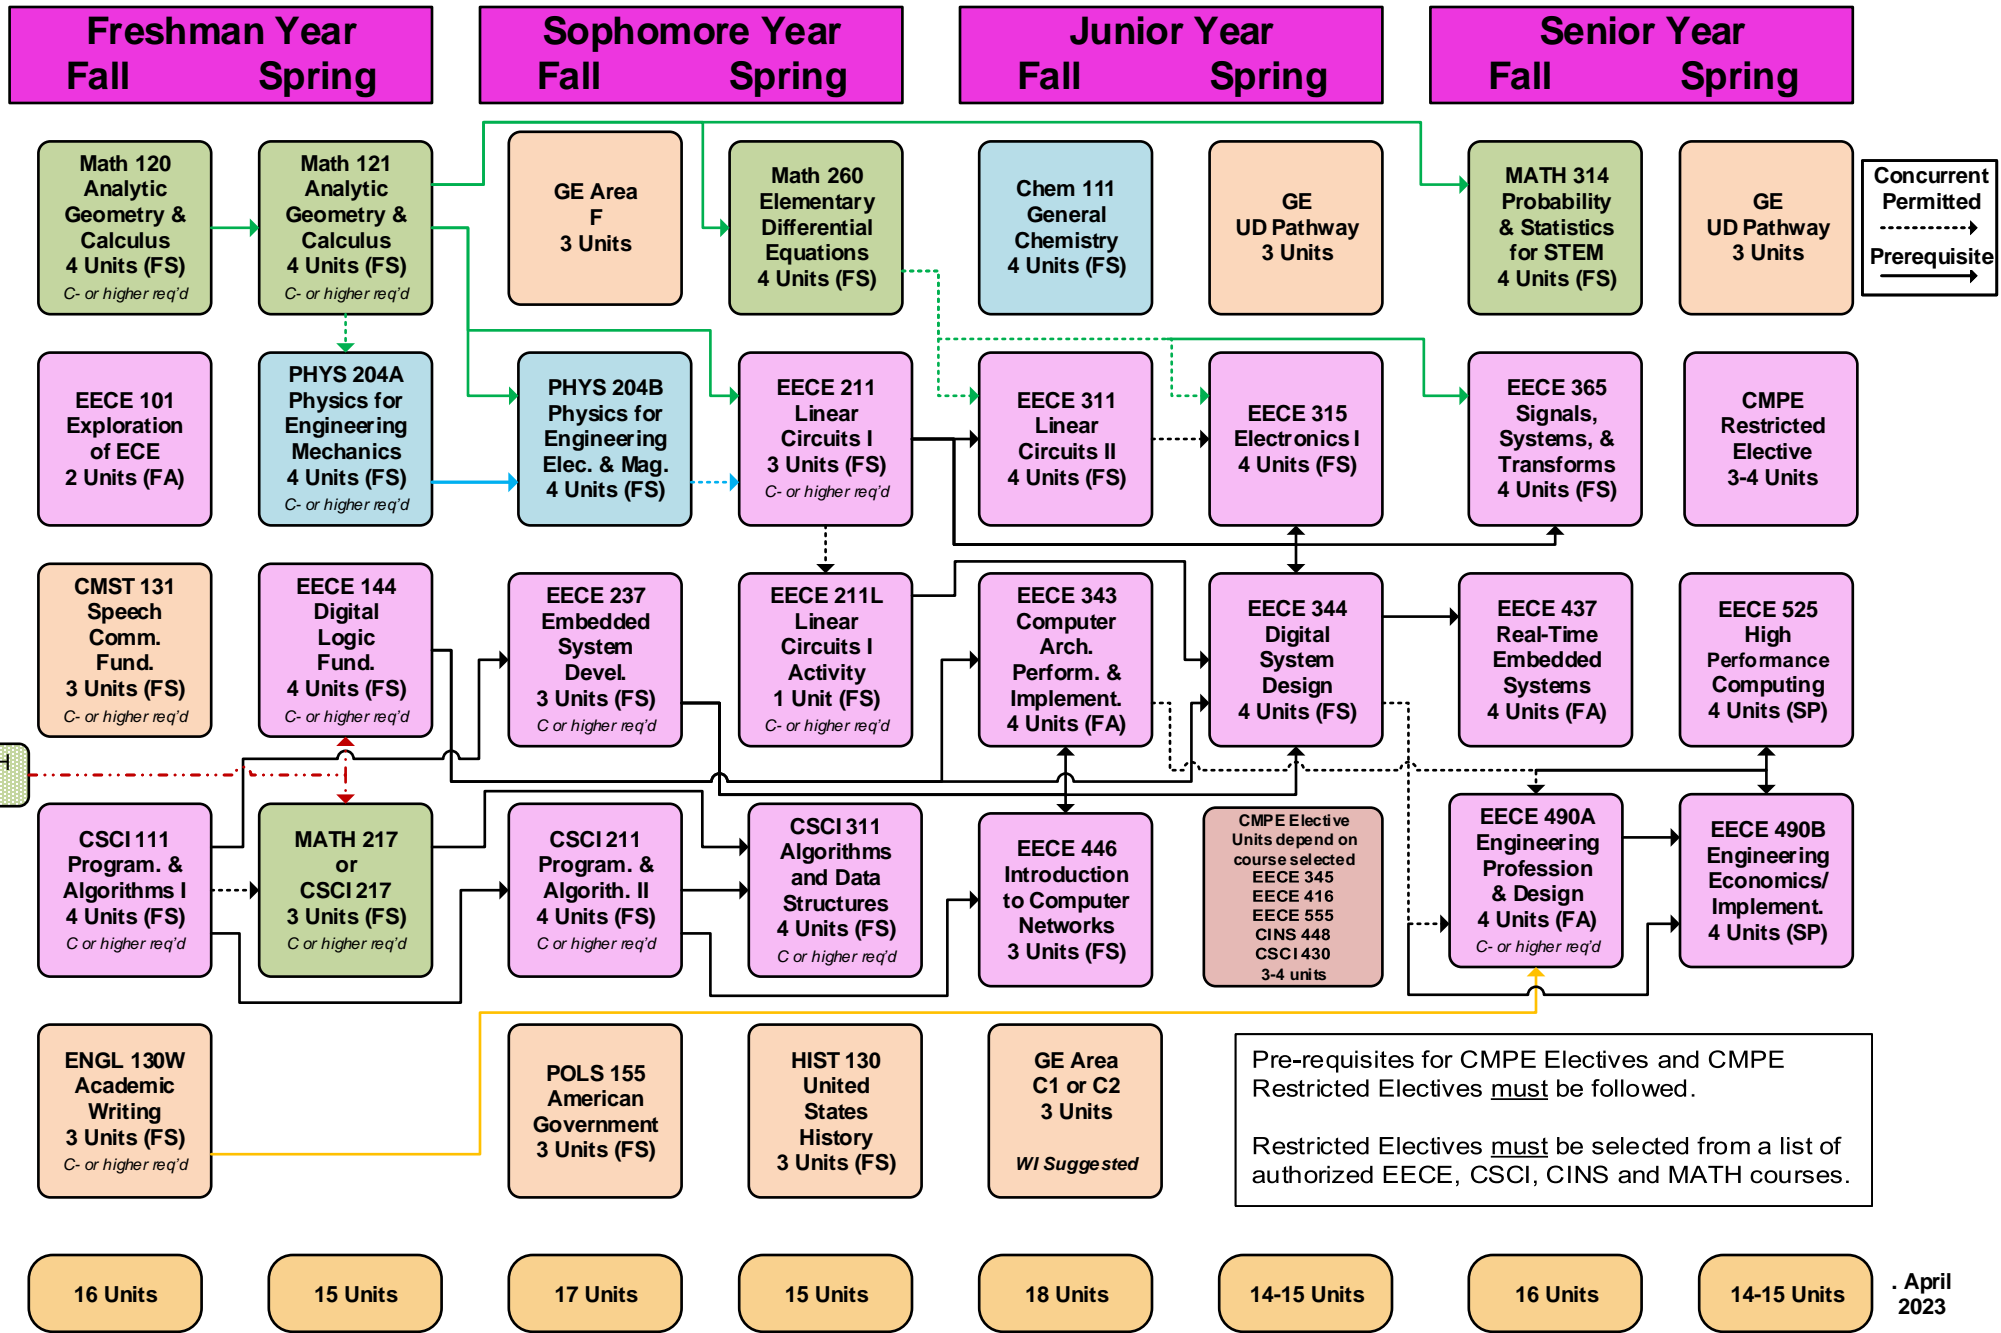 Freshman Year
Fall Spring
Sophomore Year
Fall Spring
Junior Year
Fall Spring
Senior Year
Fall Spring
Math 120
Analytic
Geometry &
Calculus
4 Units (FS)
C- or higher req'd
Math 121
Analytic
Geometry &
Calculus
4 Units (FS)
C- or higher req'd
GE Area
F
3 Units
Math 260
Elementary
Differential
Equations
4 Units (FS)
Chem 111
General
Chemistry
4 Units (FS)
GE
UD Pathway
3 Units
MATH 314
Probability
& Statistics
for STEM
4 Units (FS)
GE
UD Pathway
3 Units
Concurrent
Permitted
Prerequisite
EECE 101
Exploration
of ECE
2 Units (FA)
PHYS 204A
Physics for
Engineering
Mechanics
4 Units (FS)
C- or higher req'd
PHYS 204B
Physics for
Engineering
Elec. & Mag.
4 Units (FS)
EECE 211
Linear
Circuits I
3 Units (FS)
C- or higher req'd
EECE 311
Linear
Circuits II
4 Units (FS)
EECE 315
Electronics I
4 Units (FS)
EECE 365
Signals,
Systems, &
Transforms
4 Units (FS)
CMPE
Restricted
Elective
3-4 Units
CMST 131
Speech
Comm.
Fund.
3 Units (FS)
C- or higher req'd
EECE 144
Digital
Logic
Fund.
4 Units (FS)
C- or higher req'd
EECE 237
Embedded
System
Devel.
3 Units (FS)
C or higher req'd
EECE 211L
Linear
Circuits I
Activity
1 Unit (FS)
C- or higher req'd
EECE 343
Computer
Arch.
Perform. &
Implement.
4 Units (FA)
EECE 344
Digital
System
Design
4 Units (FS)
EECE 437
Real-Time
Embedded
Systems
4 Units (FA)
EECE 525
High
Performance
Computing
4 Units (SP)
H
CSCI 111
Program. &
Algorithms I
4 Units (FS)
C or higher req'd
MATH 217
or
CSCI 217
3 Units (FS)
C or higher req'd
CSCI 211
Program. &
Algorith. II
4 Units (FS)
C or higher req'd
CSCI 311
Algorithms
and Data
Structures
4 Units (FS)
C or higher req'd
EECE 446
Introduction
to Computer
Networks
3 Units (FS)
CMPE Elective
Units depend on
course selected
EECE 345
EECE 416
EECE 555
CINS 448
CSCI 430
3-4 units
EECE 490A
Engineering
Profession
& Design
4 Units (FA)
C- or higher req'd
EECE 490B
Engineering
Economics/
Implement.
4 Units (SP)
ENGL 130W
Academic
Writing
3 Units (FS)
C- or higher req'd
POLS 155
American
Government
3 Units (FS)
HIST 130
United
States
History
3 Units (FS)
GE Area
C1 or C2
3 Units
WI Suggested
Pre-requisites for CMPE Electives and CMPE
Restricted Electives must be followed.
Restricted Electives must be selected from a list of
authorized EECE, CSCI, CINS and MATH courses.
16 Units
15 Units
17 Units
15 Units
18 Units
14-15 Units
16 Units
14-15 Units
. April
2023